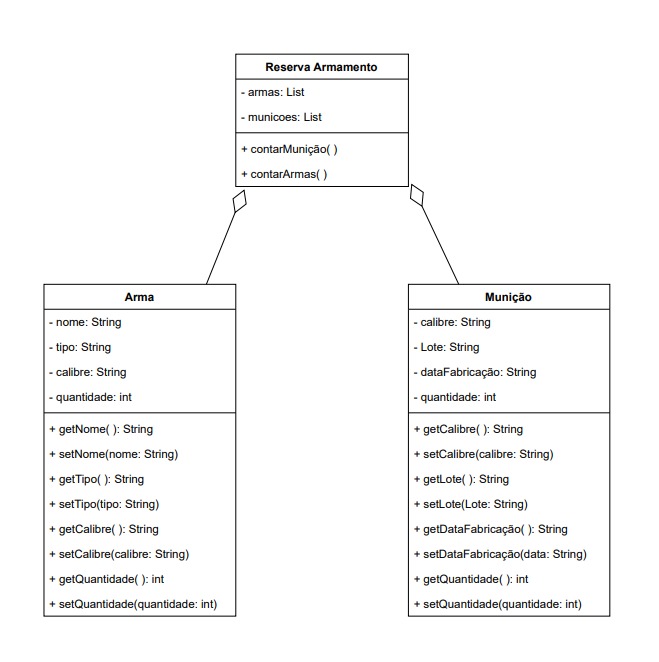 Reserva Armamento
- armas: List
- municoes: List
+ contarMunição( )
+ contarArmas( )
Arma
- nome: String
- tipo: String
- calibre: String
- quantidade: int
+ getNome( ): String
+ setNome(nome: String)
+ getTipo( ): String
+ setTipo(tipo: String)
+ getCalibre( ): String
+ setCalibre(calibre: String)
+ getQuantidade( ): int
+ setQuantidade(quantidade: int)
Munição
- calibre: String
- Lote: String
- dataFabricação: String
- quantidade: int
+ getCalibre( ): String
+ setCalibre(calibre: String)
+ getLote( ): String
+ setLote(Lote: String)
+ getDataFabricação( ): String
+ setDataFabricação(data: String)
+ getQuantidade( ): int
+ setQuantidade(quantidade: int)